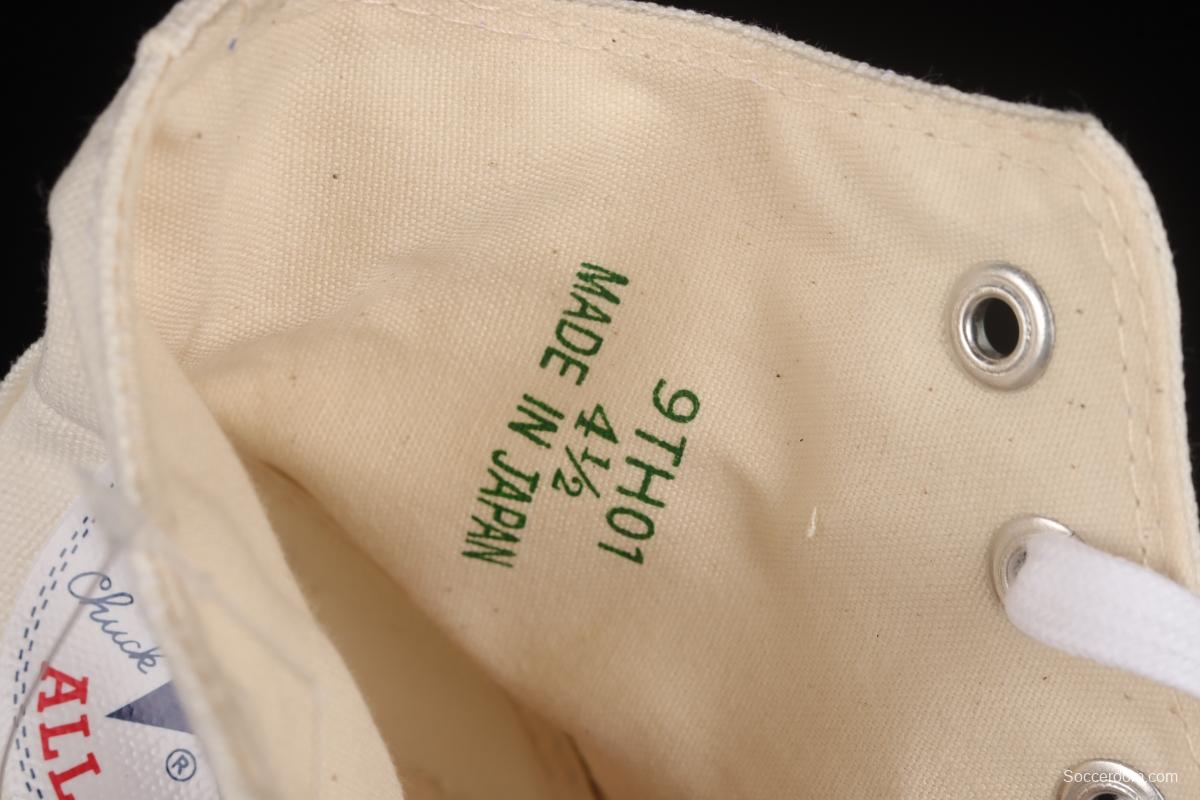 9TH01
4½
MADE IN JAPAN
Chuck
ALL
®
Soccerdom.com